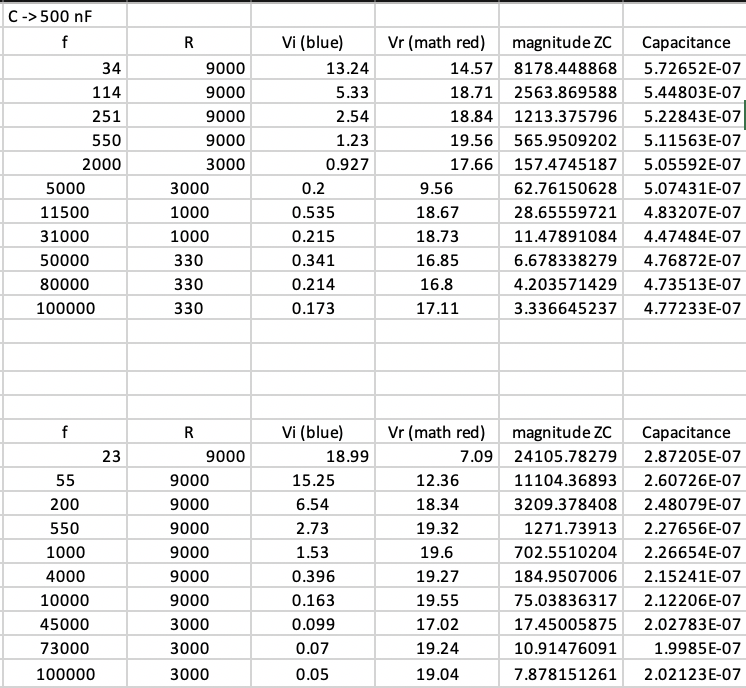 C -> 500 nF
f R Vi (blue) Vr (math red) magnitude ZC Capacitance
34 9000 13.24 14.57 8178.448868 5.72652E-07
114 9000 5.33 18.71 2563.869588 5.44803E-07
251 9000 2.54 18.84 1213.375796 5.22843E-07
550 9000 1.23 19.56 565.9509202 5.11563E-07
2000 3000 0.927 17.66 157.4745187 5.05592E-07
5000 3000 0.2 9.56 62.76150628 5.07431E-07
11500 1000 0.535 18.67 28.65559721 4.83207E-07
31000 1000 0.215 18.73 11.47891084 4.47484E-07
50000 330 0.341 16.85 6.678338279 4.76872E-07
80000 330 0.214 16.8 4.203571429 4.73513E-07
100000 330 0.173 17.11 3.336645237 4.77233E-07
f R Vi (blue) Vr (math red) magnitude ZC Capacitance
23 9000 18.99 7.09 24105.78279 2.87205E-07
55 9000 15.25 12.36 11104.36893 2.60726E-07
200 9000 6.54 18.34 3209.378408 2.48079E-07
550 9000 2.73 19.32 1271.73913 2.27656E-07
1000 9000 1.53 19.6 702.5510204 2.26654E-07
4000 9000 0.396 19.27 184.9507006 2.15241E-07
10000 9000 0.163 19.55 75.03836317 2.12206E-07
45000 3000 0.099 17.02 17.45005875 2.02783E-07
73000 3000 0.07 19.24 10.91476091 1.9985E-07
100000 3000 0.05 19.04 7.878151261 2.02123E-07